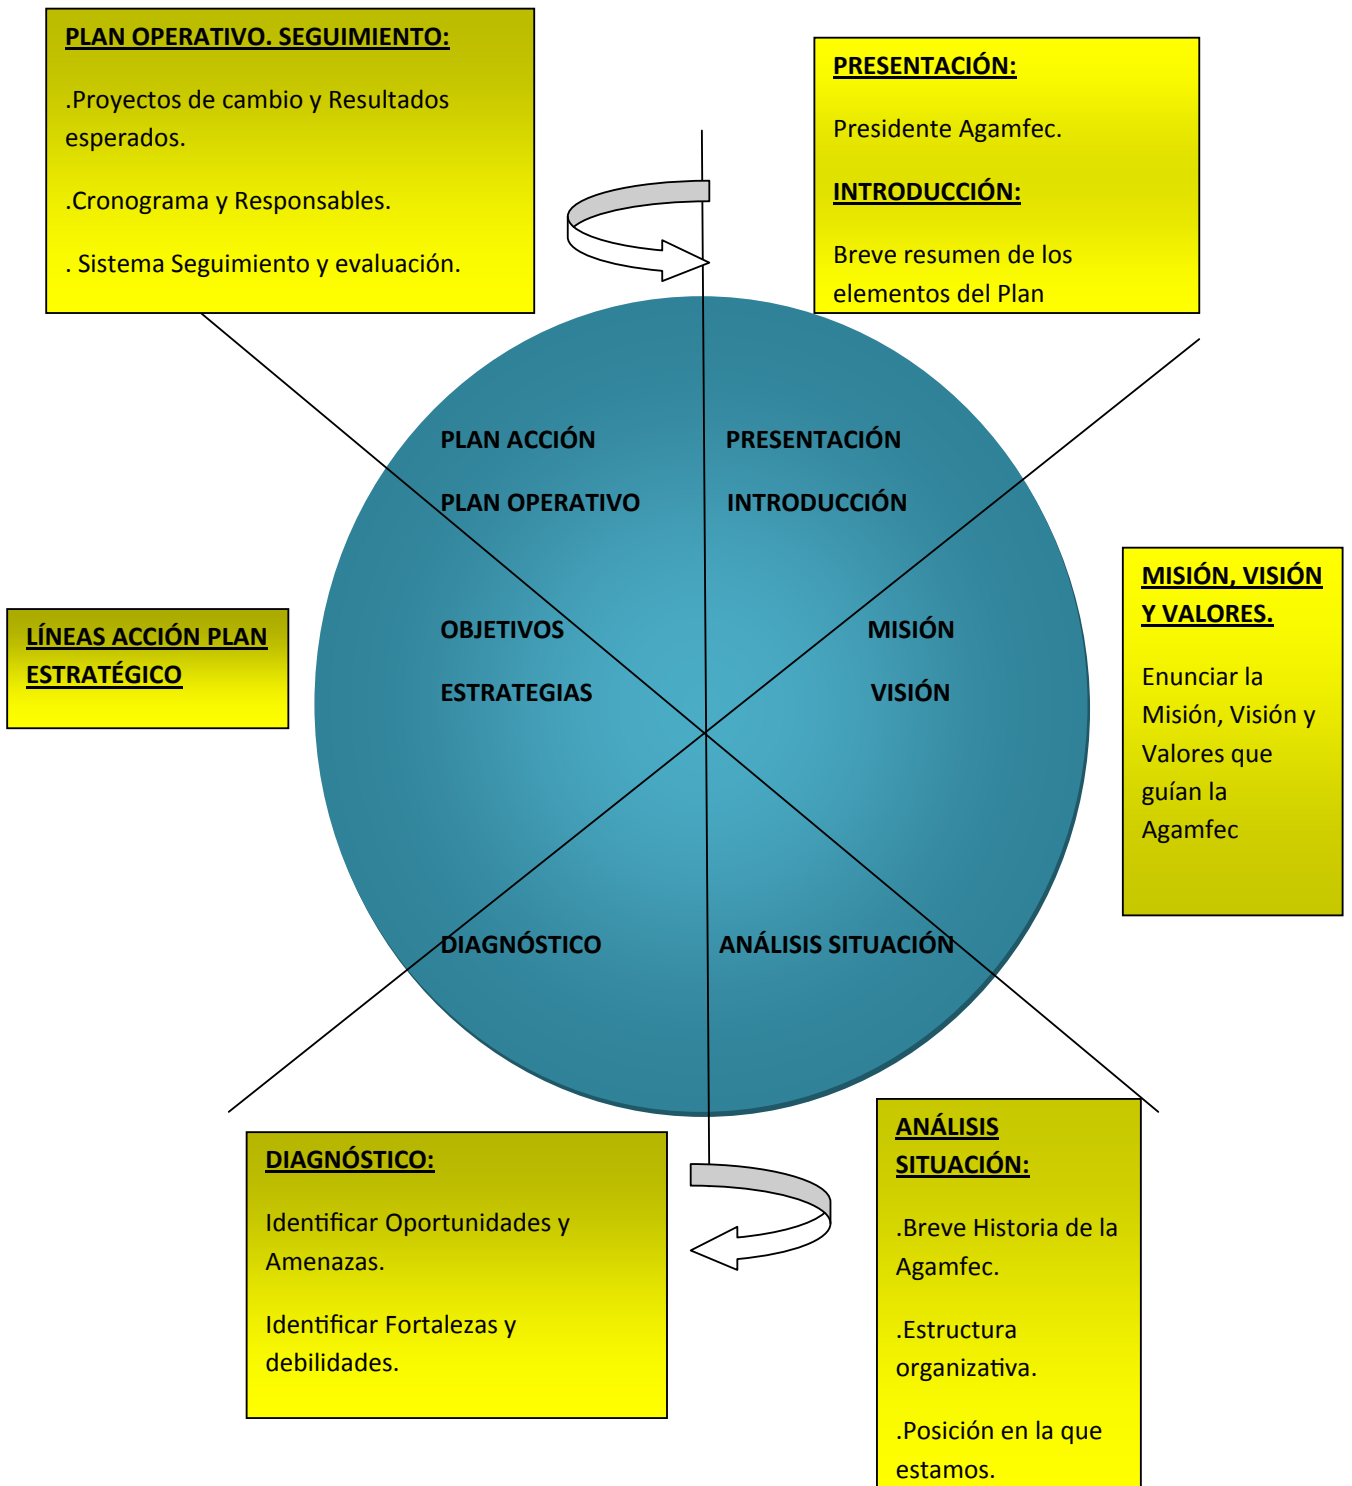 PLAN OPERATIVO. SEGUIMIENTO:
.Proyectos de cambio y Resultados
esperados.
.Cronograma y Responsables.
. Sistema Seguimiento y evaluación.
PRESENTACIÓN:
Presidente Agamfec.
INTRODUCCIÓN:
Breve resumen de los
elementos del Plan
PLAN ACCIÓN
PLAN OPERATIVO
PRESENTACIÓN
INTRODUCCIÓN
LÍNEAS ACCIÓN PLAN
ESTRATÉGICO
OBJETIVOS
ESTRATEGIAS
MISIÓN
VISIÓN
MISIÓN, VISIÓN
Y VALORES.
Enunciar la
Misión, Visión y
Valores que
guían la
Agamfec
DIAGNÓSTICO
ANÁLISIS SITUACIÓN
DIAGNÓSTICO:
Identificar Oportunidades y
Amenazas.
Identificar Fortalezas y
debilidades.
ANÁLISIS
SITUACIÓN:
.Breve Historia de la
Agamfec.
.Estructura
organizativa.
.Posición en la que
estamos.